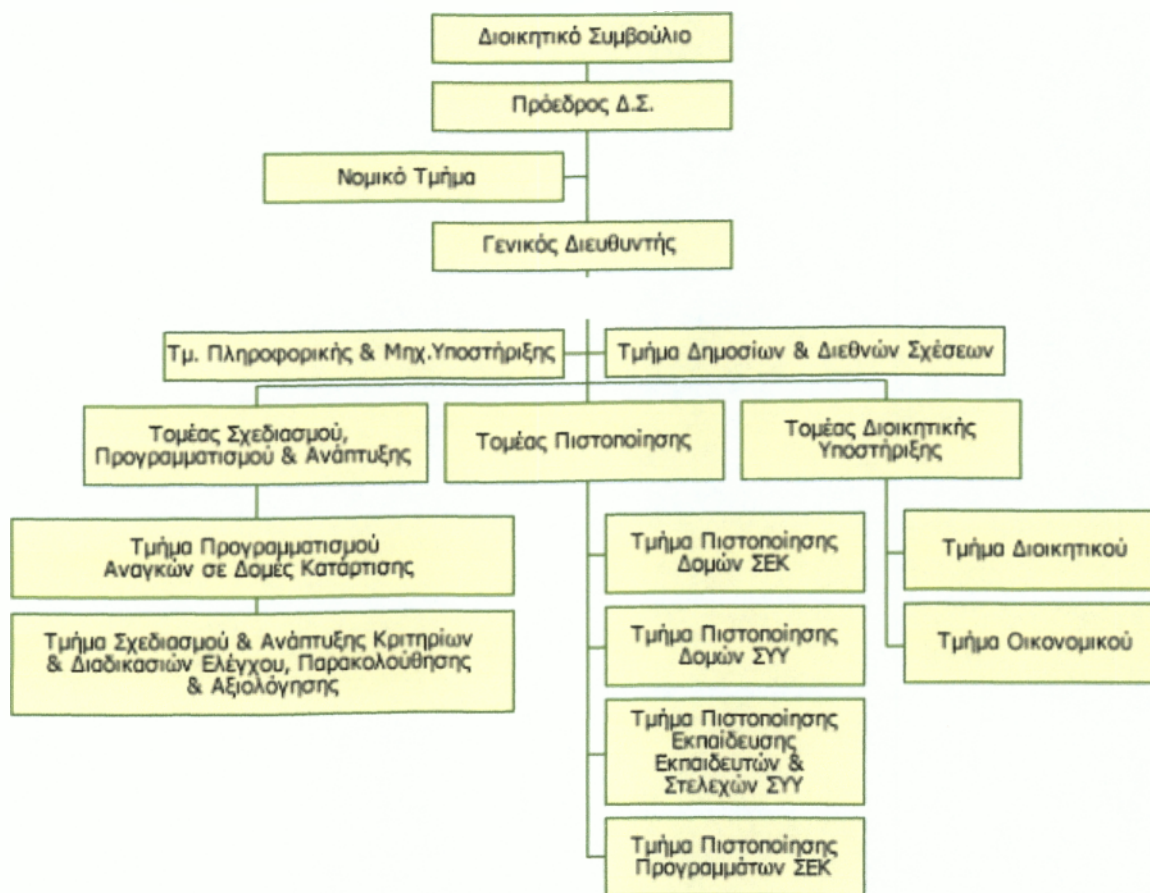 Διοικητικό Συμβούλιο
Πρόεδρος Δ.Σ.
Νομικό Τμήμα
Γενικός Διευθυντής
Τμ. Πληροφορικής & Μηχ.Υποστήριξης
Τμήμα Δημοσίων & Διεθνών Σχέσεων
Τομέας Σχεδιασμού,
Προγραμματισμού & Ανάπτυξης
Τομέας Πιστοποίησης
Τομέας Διοικητικής
Υποστήριξης
Τμήμα Προγραμματισμού
Αναγκών σε Δομές Κατάρτισης
Τμήμα Σχεδιασμού & Ανάπτυξης Κριτηρίων
& Διαδικασιών Ελέγχου, Παρακολούθησης
& Αξιολόγησης
Τμήμα Πιστοποίησης
Δομών ΣΕΚ
Τμήμα Πιστοποίησης
Δομών ΣΥΥ
Τμήμα Πιστοποίησης
Εκπαίδευσης
Εκπαιδευτών &
Στελεχών ΣΥΥ
Τμήμα Πιστοποίησης
Προγραμμάτων ΣΕΚ
Τμήμα Διοικητικού
Τμήμα Οικονομικού